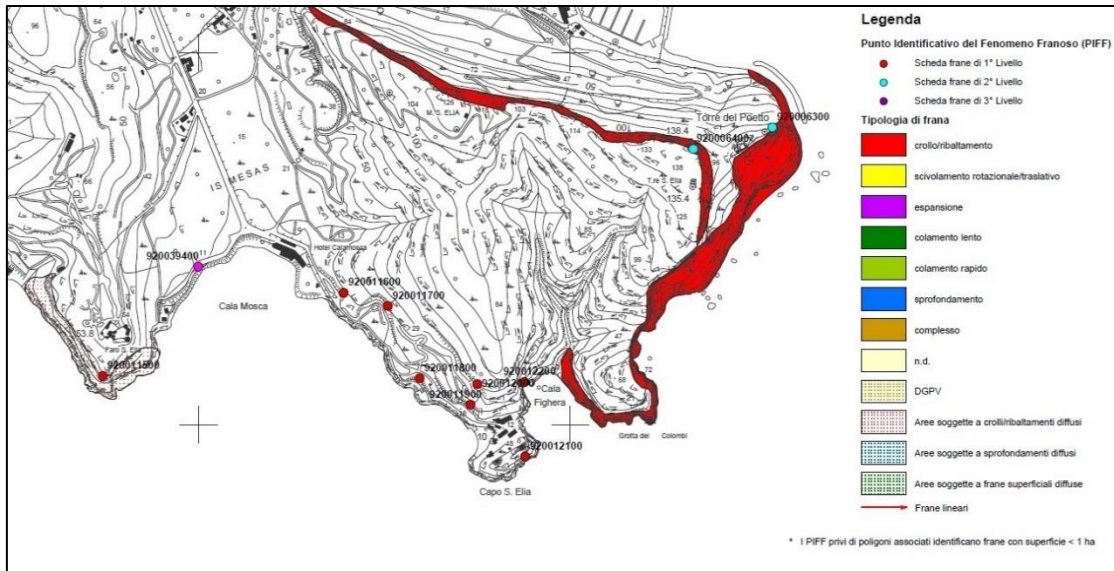 IS MESAS
M. S. ELIA
Torre del Poetto
920006300
138.4
920006400
T.re S. Elia
135.4
Hotel Calamosca
920039400
Cala Mosca
920011600
920011700
53.8
Faro S. Elia
920011500
920011800
920012200
920011900
Cala
Fighera
Grotta dei Colombi
920012100
Capo S. Elia
Legenda
Punto Identificativo del Fenomeno Franoso (PIFF)
Scheda frane di 1° Livello
Scheda frane di 2° Livello
Scheda frane di 3° Livello
Tipologia di frana
crollo/ribaltamento
scivolamento rotazionale/traslativo
espansione
colamento lento
colamento rapido
sprofondamento
complesso
n.d.
DGPV
Aree soggette a crolli/ribaltamenti diffusi
Aree soggette a sprofondamenti diffusi
Aree soggette a frane superficiali diffuse
Frane lineari
* I PIFF privi di poligoni associati identificano frane con superficie < 1 ha